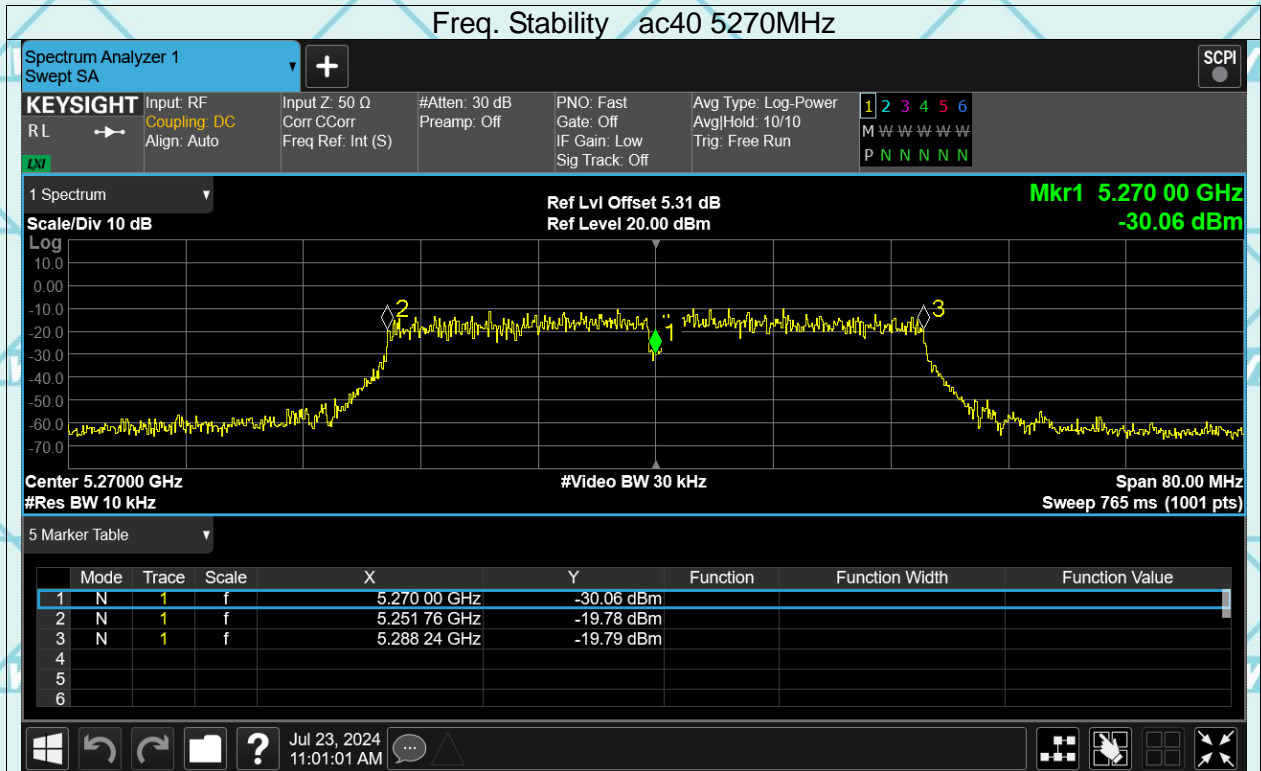 Freq. Stability ac40 5270MHz
Spectrum Analyzer 1
Swept SA
+
SCPI
KEYSIGHT
RL
LXI
Input: RF
Coupling: DC
Align: Auto
Input Z: 50 Ω
Corr CCorr
Freq Ref: Int (S)
#Atten: 30 dB
Preamp: Off
PNO: Fast
Gate: Off
IF Gain: Low
Sig Track: Off
Avg Type: Log-Power
Avg|Hold: 10/10
Trig: Free Run
1 2 3 4 5 6
M W W W W W
P N N N N N
1 Spectrum
Scale/Div 10 dB
Ref Lvl Offset 5.31 dB
Ref Level 20.00 dBm
Mkr1 5.270 00 GHz
-30.06 dBm
Log
10.0
0.00
-10.0
-20.0
-30.0
-40.0
-50.0
-60.0
-70.0
2
1
3
Center 5.27000 GHz
#Video BW 30 kHz
Span 80.00 MHz
#Res BW 10 kHz
Sweep 765 ms (1001 pts)
5 Marker Table
Mode Trace Scale X Y Function Function Width Function Value
1 N 1 f 5.270 00 GHz -30.06 dBm
2 N 1 f 5.251 76 GHz -19.78 dBm
3 N 1 f 5.288 24 GHz -19.79 dBm
4
5
6
?
Jul 23, 2024
11:01:01 AM